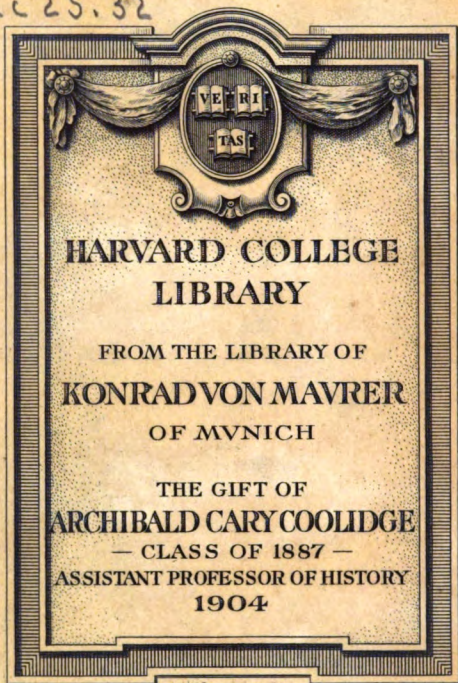 VE RI
TAS
HARVARD COLLEGE
LIBRARY
FROM THE LIBRARY OF
KONRAD VON MAVRER
OF MVNICH
THE GIFT OF
ARCHIBALD CARY COOLIDGE
— CLASS OF 1887 —
ASSISTANT PROFESSOR OF HISTORY
1904